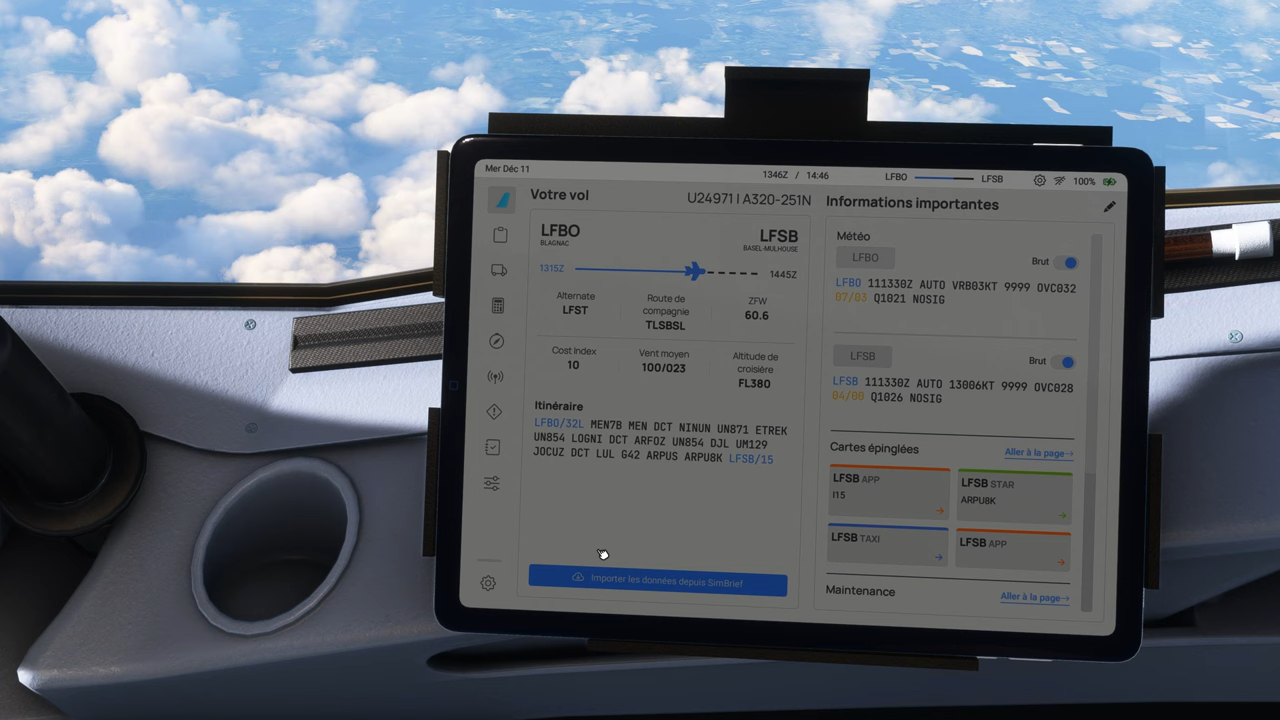 Mer Déc 11
1346Z / 14:46
LFBO LFSB
100%
Votre vol
U24971 | A320-251N
LFBO
BLAGNAC
LFSB
BASEL-MULHOUSE
1315Z
1445Z
Alternate
LFST
Route de
compagnie
TLSBSL
ZFW
60.6
Cost index
10
Vent moyen
100/023
Altitude de
croisière
FL380
Itinéraire
LFBO/32L MEN7B MEN DCT NINUN UN871 ETREK
UN854 LOGNI DCT ARFOZ UN854 DJL UM129
JOCUZ DCT LUL G42 ARPUS ARPU8K LFSB/15
Importer les données depuis SimBrief
Informations importantes
Météo
LFBO
Brut
LFBO 111330Z AUTO VRB03KT 9999 OVC032
07/03 Q1021 NOSIG
LFSB
Brut
LFSB 111330Z AUTO 13006KT 9999 OVC028
04/00 Q1026 NOSIG
Cartes épinglées
Aller à la page→
LFSB APP
I15
→
LFSB STAR
ARPU8K
→
LFSB TAXI
→
LFSB APP
→
Maintenance
Aller à la page→